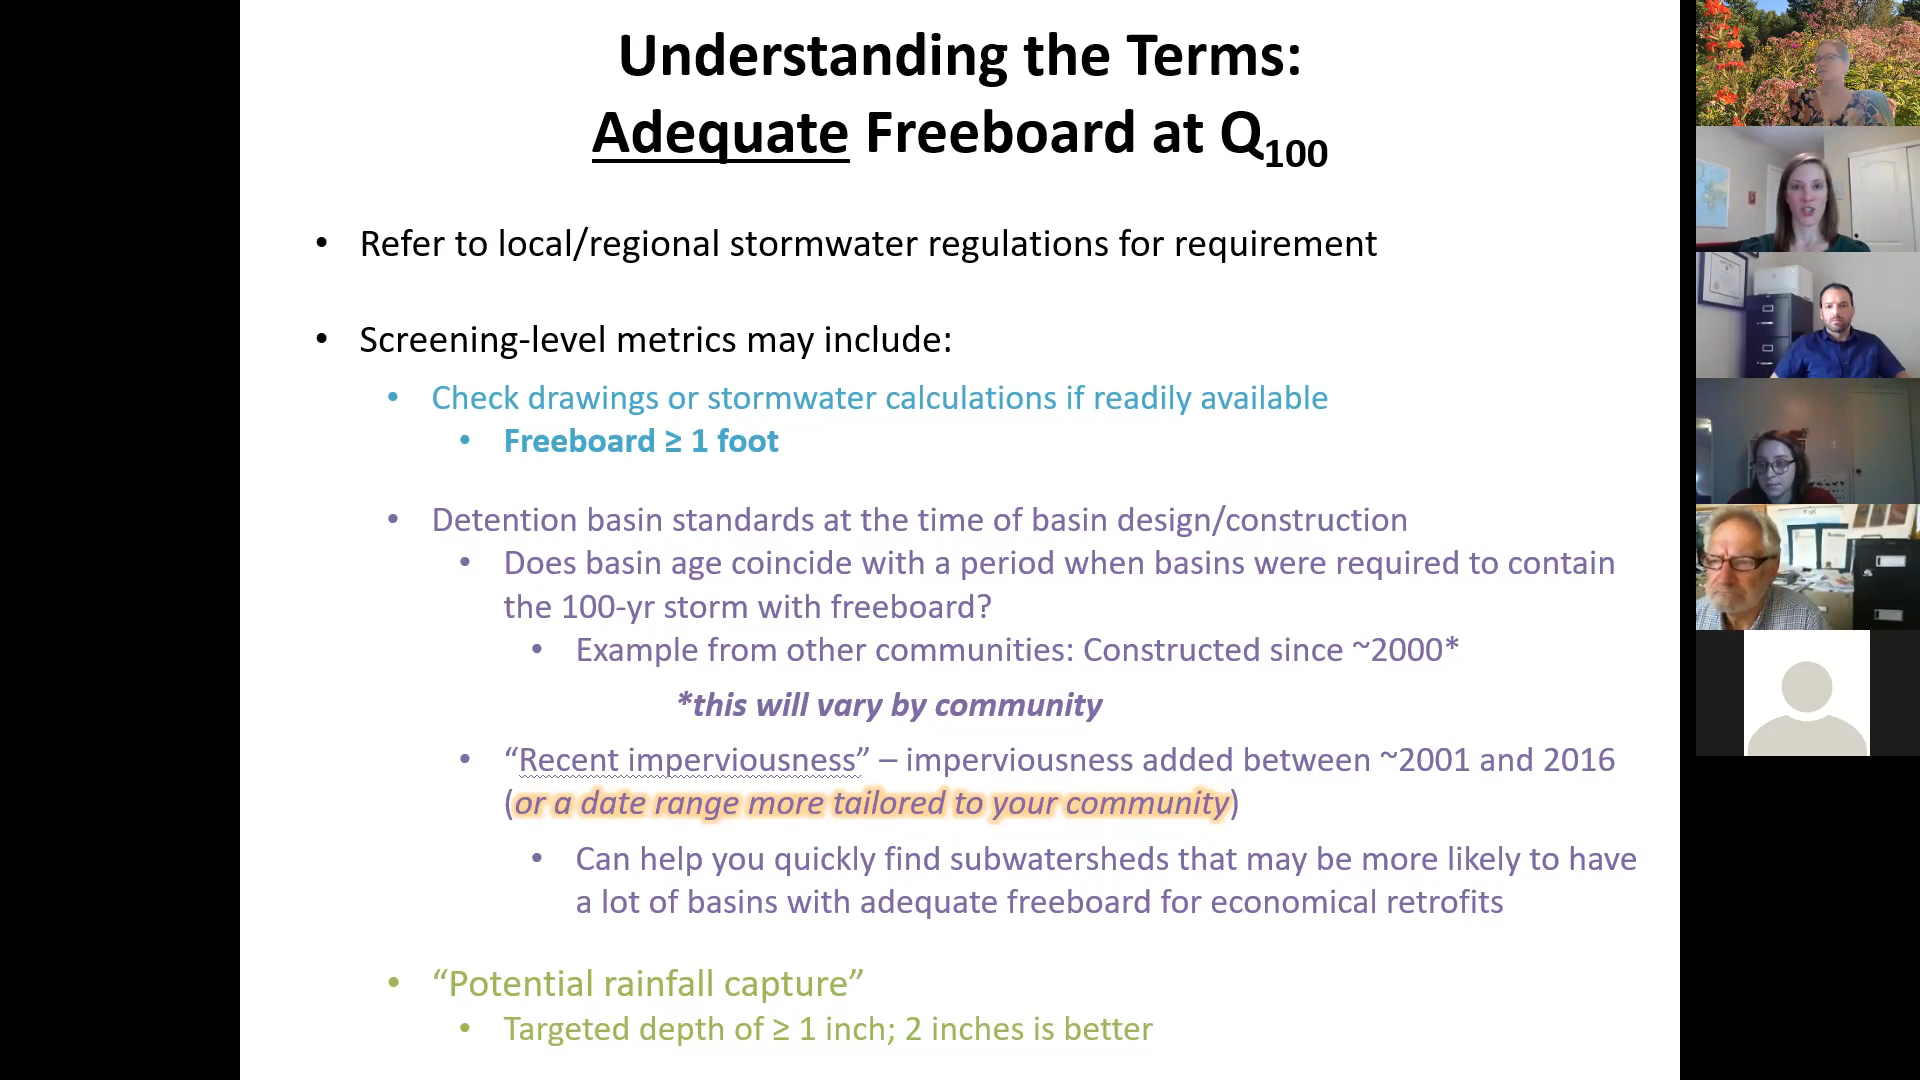 Understanding the Terms:
Adequate Freeboard at Q100
• Refer to local/regional stormwater regulations for requirement
• Screening-level metrics may include:
• Check drawings or stormwater calculations if readily available
• Freeboard ≥ 1 foot
• Detention basin standards at the time of basin design/construction
• Does basin age coincide with a period when basins were required to contain
the 100-yr storm with freeboard?
• Example from other communities: Constructed since ~2000*
*this will vary by community
• “Recent imperviousness” – imperviousness added between ~2001 and 2016
(or a date range more tailored to your community)
• Can help you quickly find subwatersheds that may be more likely to have
a lot of basins with adequate freeboard for economical retrofits
• “Potential rainfall capture”
• Targeted depth of ≥ 1 inch; 2 inches is better